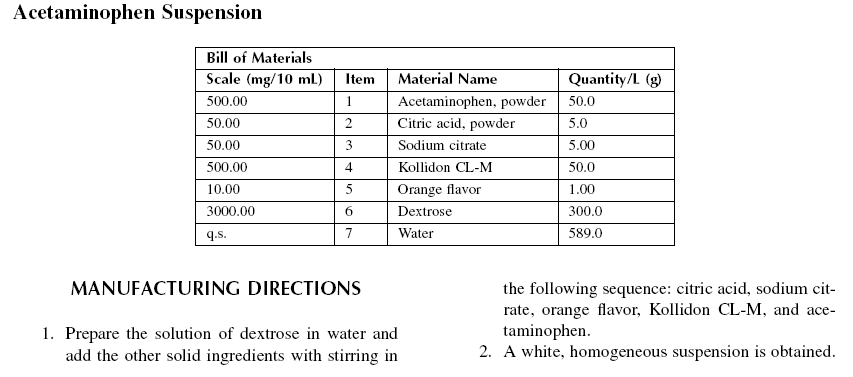 Acetaminophen Suspension
Bill of Materials
Scale (mg/10 mL) Item Material Name Quantity/L (g)
500.00 1 Acetaminophen, powder 50.0
50.00 2 Citric acid, powder 5.0
50.00 3 Sodium citrate 5.00
500.00 4 Kollidon CL-M 50.0
10.00 5 Orange flavor 1.00
3000.00 6 Dextrose 300.0
q.s. 7 Water 589.0
MANUFACTURING DIRECTIONS
1. Prepare the solution of dextrose in water and
add the other solid ingredients with stirring in
the following sequence: citric acid, sodium cit-
rate, orange flavor, Kollidon CL-M, and ace-
taminophen.
2. A white, homogeneous suspension is obtained.